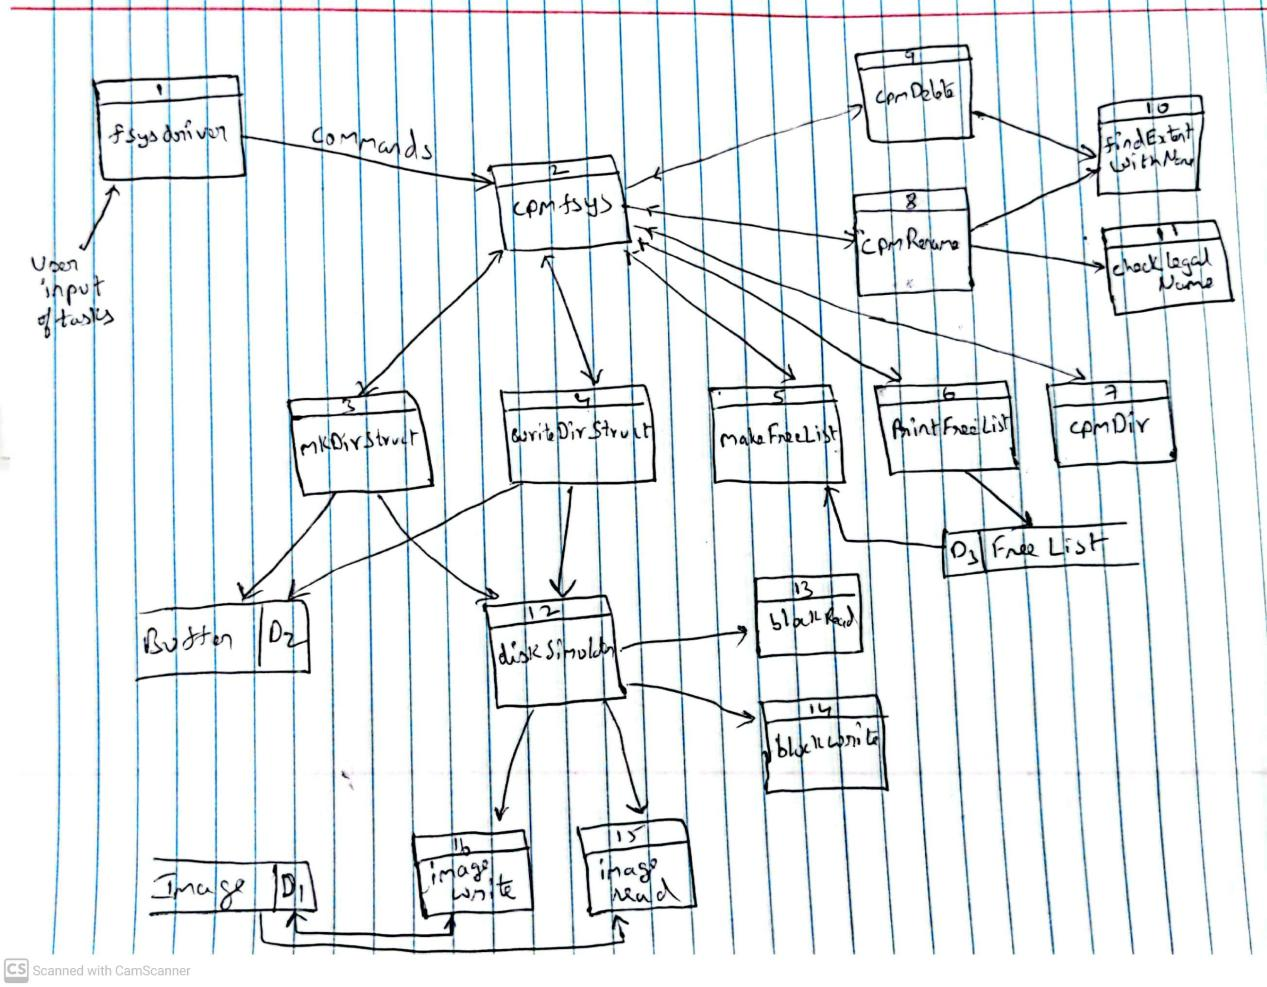 1
fsysdriver
Commands
User
input
of tasks
2
cpmfsys
9
cpmDelete
10
findExtent
withName
8
cpmRename
11
checkLegal
Name
3
mkDirStruct
4
writeDirStruct
5
makeFreeList
6
PrintFreeList
7
cpmDir
D3 Free List
Buffer D2
12
13
blockRead
14
blockwrite
16
image
write
15
image
read
Image D1
CS Scanned with CamScanner